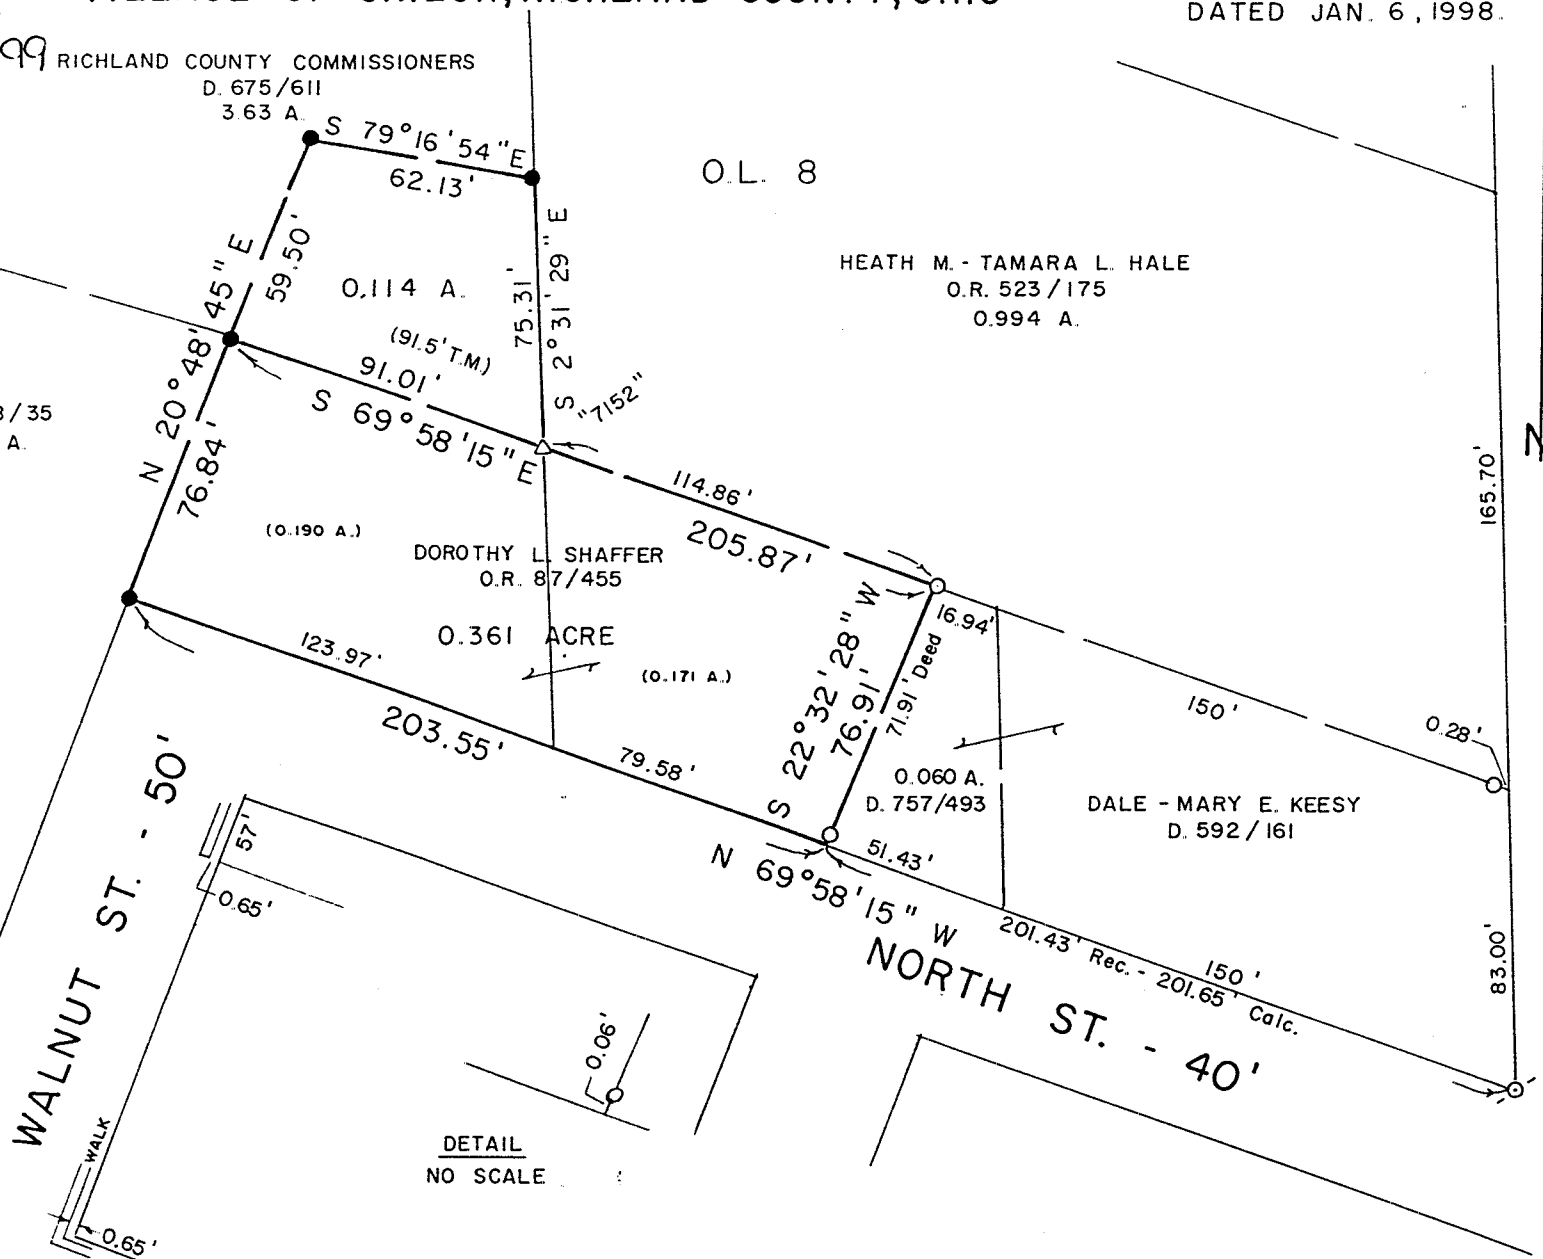 DATED JAN. 6, 1998.
99
RICHLAND COUNTY COMMISSIONERS
D. 675/611
3.63 A.
S 79°16'54"E
62.13'
O.L. 8
N 20°48'45" E
59.50'
0.114 A.
75.31'
S 2°31'29" E
HEATH M. - TAMARA L. HALE
O.R. 523/175
0.994 A.
(91.5' T.M.)
91.01'
S 69°58'15"E
"7152"
/35
A.
76.84'
N
165.70'
114.86'
205.87'
(0.190 A.)
DOROTHY L. SHAFFER
O.R. 87/455
0.361 ACRE
(0.171 A.)
123.97'
203.55'
79.58'
S 22°32'28" W
76.91'
71.91' Deed
16.94'
150'
0.28'
0.060 A.
D. 757/493
DALE - MARY E. KEESY
D. 592/161
51.43'
N 69°58'15" W
201.43' Rec. - 201.65' Calc.
150'
83.00'
NORTH ST. - 40'
WALNUT ST. - 50'
57'
0.65'
0.06'
WALK
DETAIL
NO SCALE
0.65'